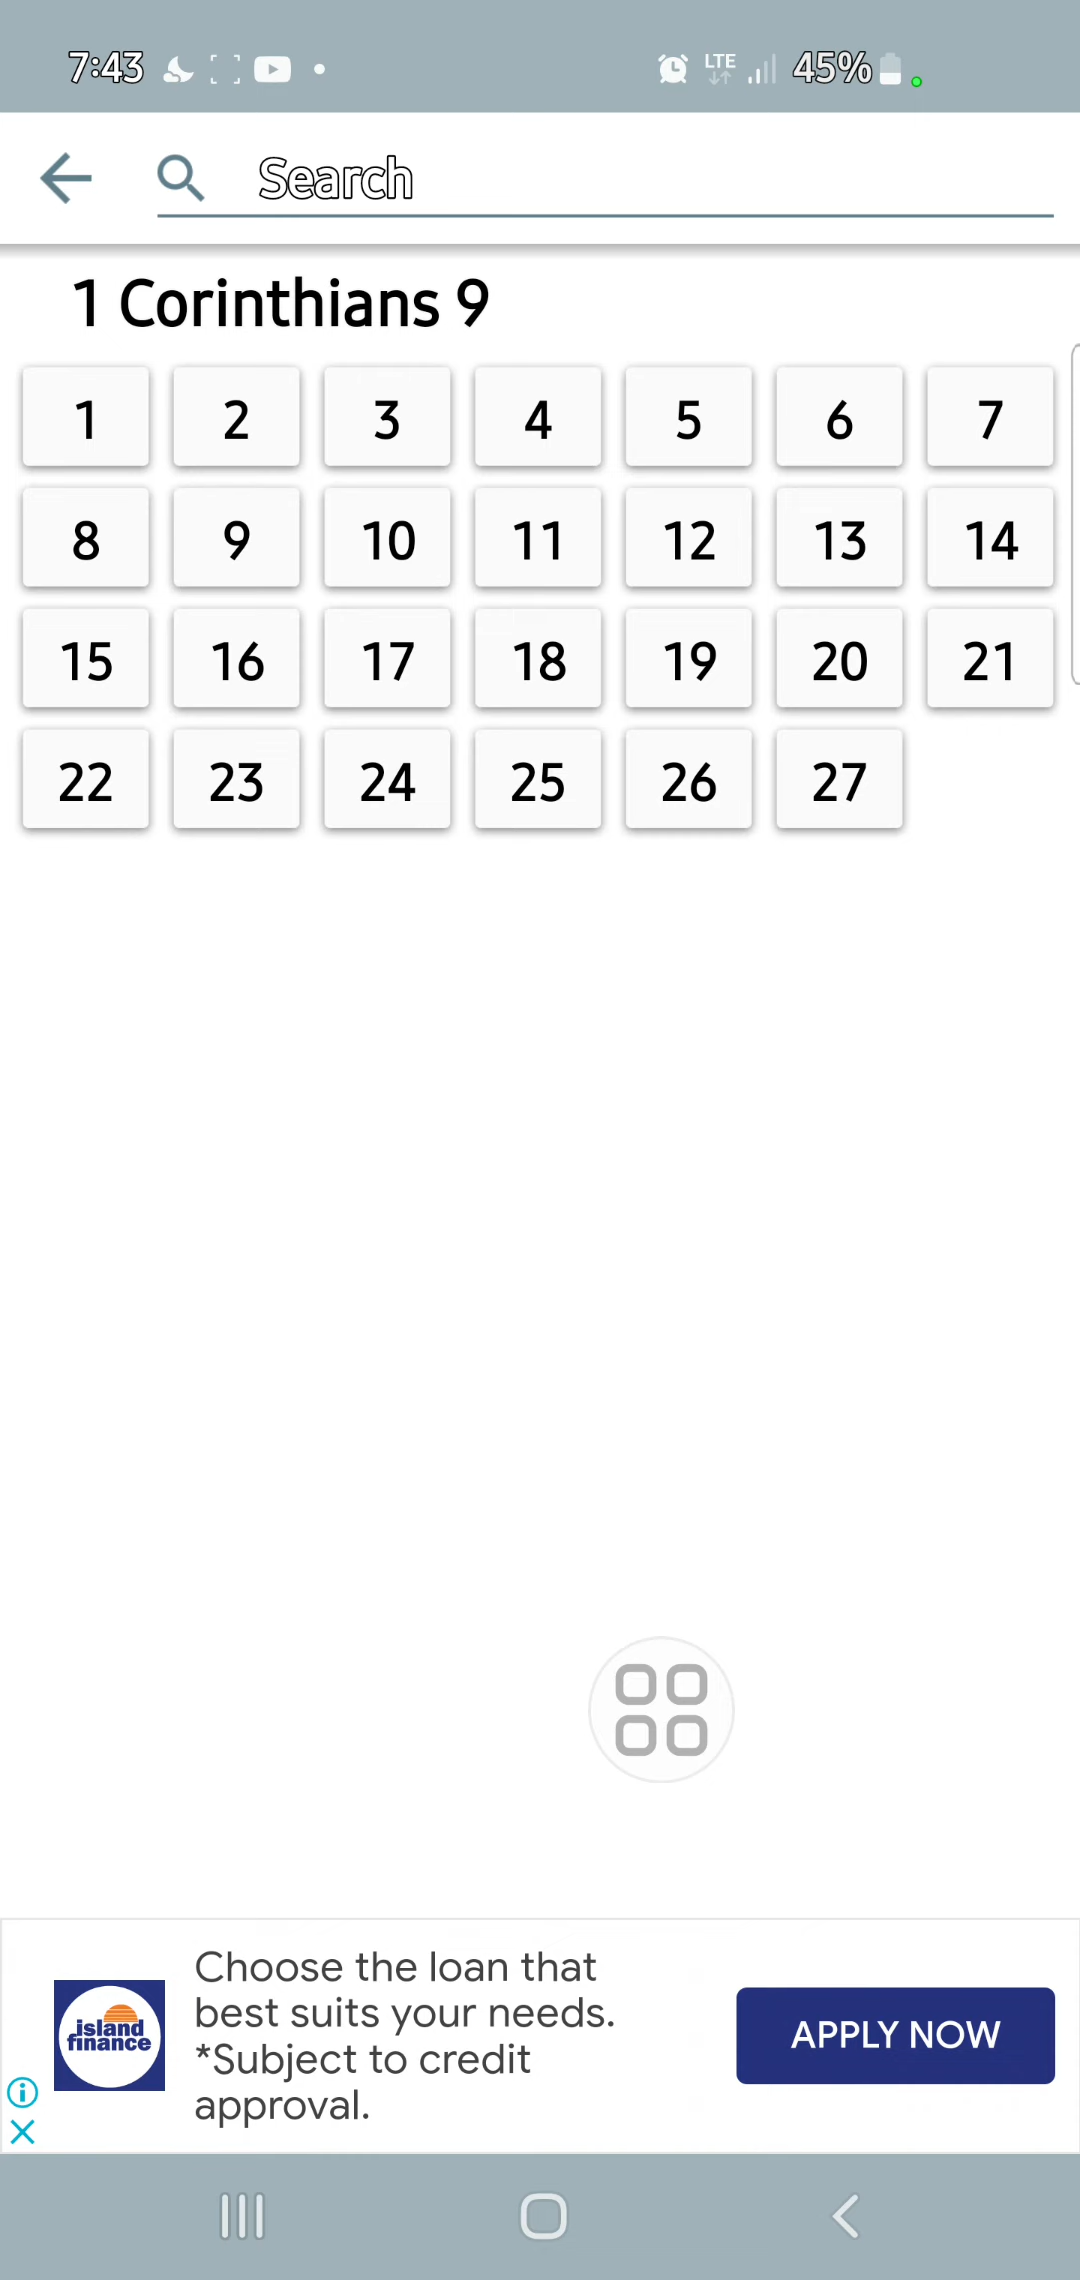 7:43 LTE 45%
Search
1 Corinthians 9
1 2 3 4 5 6 7
8 9 10 11 12 13 14
15 16 17 18 19 20 21
22 23 24 25 26 27
island
finance
Choose the loan that
best suits your needs.
*Subject to credit
approval.
APPLY NOW